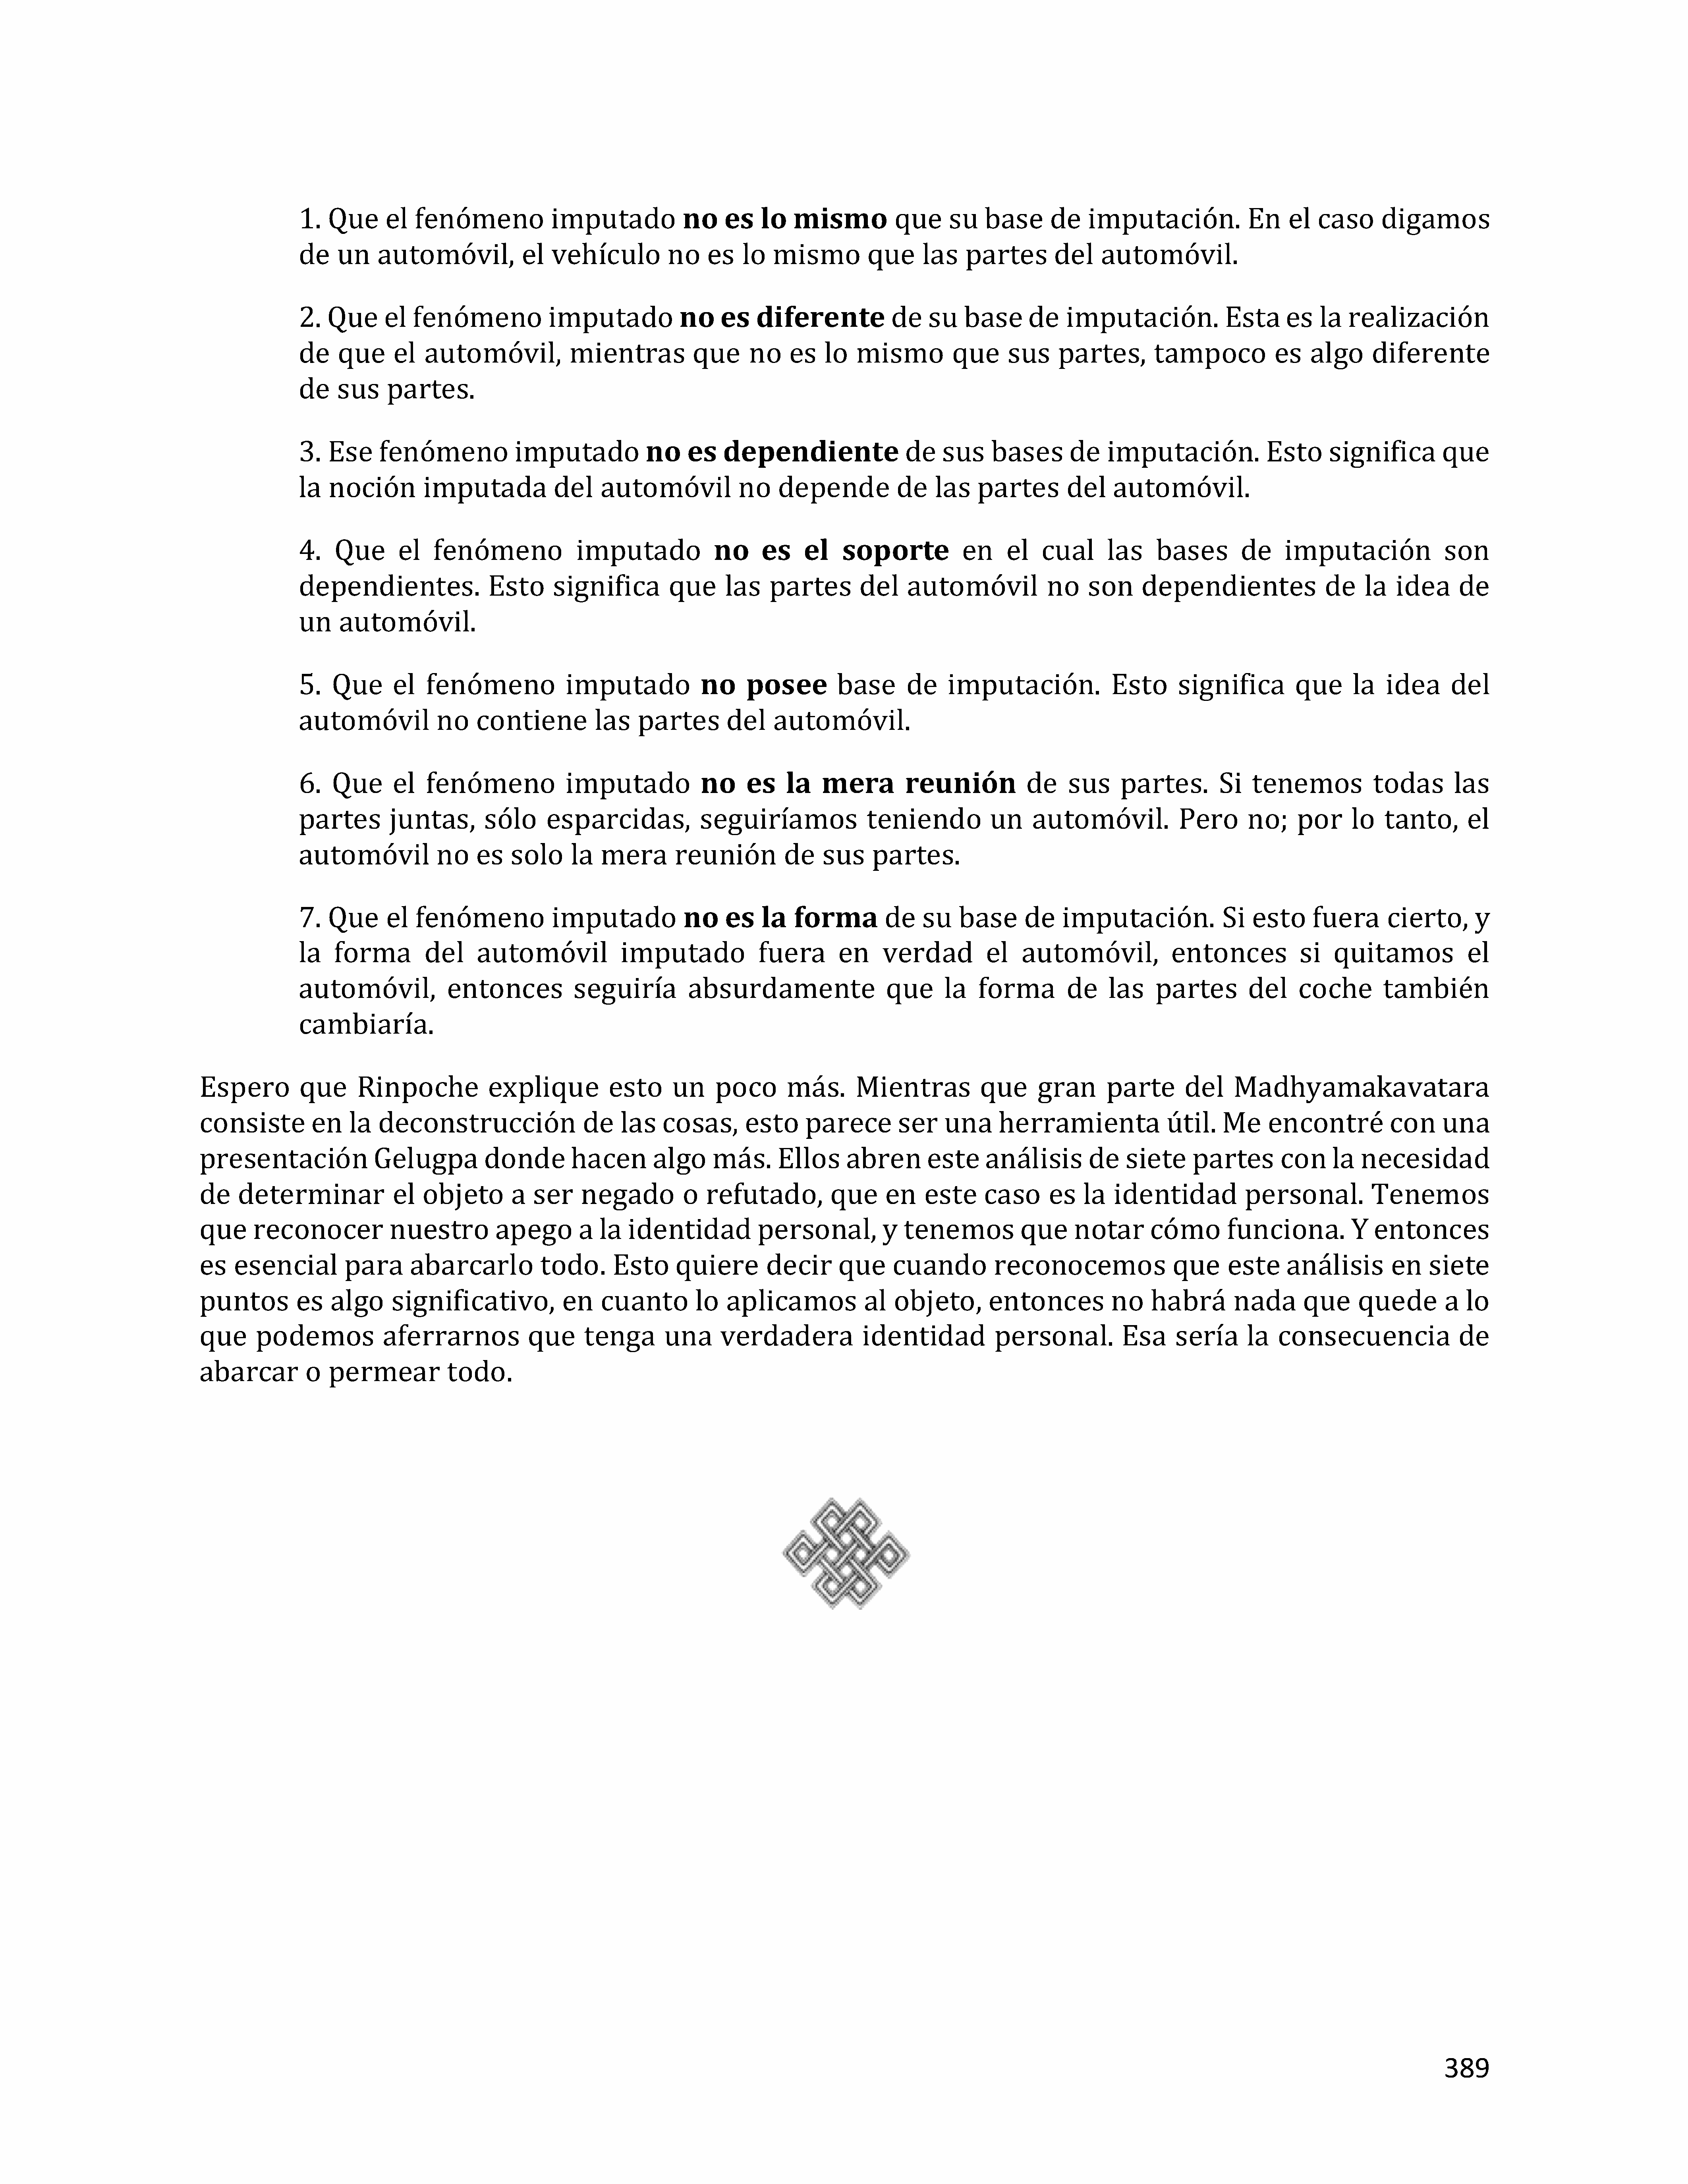 1. Que el fenómeno imputado no es lo mismo que su base de imputación. En el caso digamos
de un automóvil, el vehículo no es lo mismo que las partes del automóvil.
2. Que el fenómeno imputado no es diferente de su base de imputación. Esta es la realización
de que el automóvil, mientras que no es lo mismo que sus partes, tampoco es algo diferente
de sus partes.
3. Ese fenómeno imputado no es dependiente de sus bases de imputación. Esto significa que
la noción imputada del automóvil no depende de las partes del automóvil.
4. Que el fenómeno imputado no es el soporte en el cual las bases de imputación son
dependientes. Esto significa que las partes del automóvil no son dependientes de la idea de
un automóvil.
5. Que el fenómeno imputado no posee base de imputación. Esto significa que la idea del
automóvil no contiene las partes del automóvil.
6. Que el fenómeno imputado no es la mera reunión de sus partes. Si tenemos todas las
partes juntas, sólo esparcidas, seguiríamos teniendo un automóvil. Pero no; por lo tanto, el
automóvil no es solo la mera reunión de sus partes.
7. Que el fenómeno imputado no es la forma de su base de imputación. Si esto fuera cierto, y
la forma del automóvil imputado fuera en verdad el automóvil, entonces si quitamos el
automóvil, entonces seguiría absurdamente que la forma de las partes del coche también
cambiaría.
Espero que Rinpoche explique esto un poco más. Mientras que gran parte del Madhyamakavatara
consiste en la deconstrucción de las cosas, esto parece ser una herramienta útil. Me encontré con una
presentación Gelugpa donde hacen algo más. Ellos abren este análisis de siete partes con la necesidad
de determinar el objeto a ser negado o refutado, que en este caso es la identidad personal. Tenemos
que reconocer nuestro apego a la identidad personal, y tenemos que notar cómo funciona. Y entonces
es esencial para abarcarlo todo. Esto quiere decir que cuando reconocemos que este análisis en siete
puntos es algo significativo, en cuanto lo aplicamos al objeto, entonces no habrá nada que quede a lo
que podemos aferrarnos que tenga una verdadera identidad personal. Esa sería la consecuencia de
abarcar o permear todo.
389